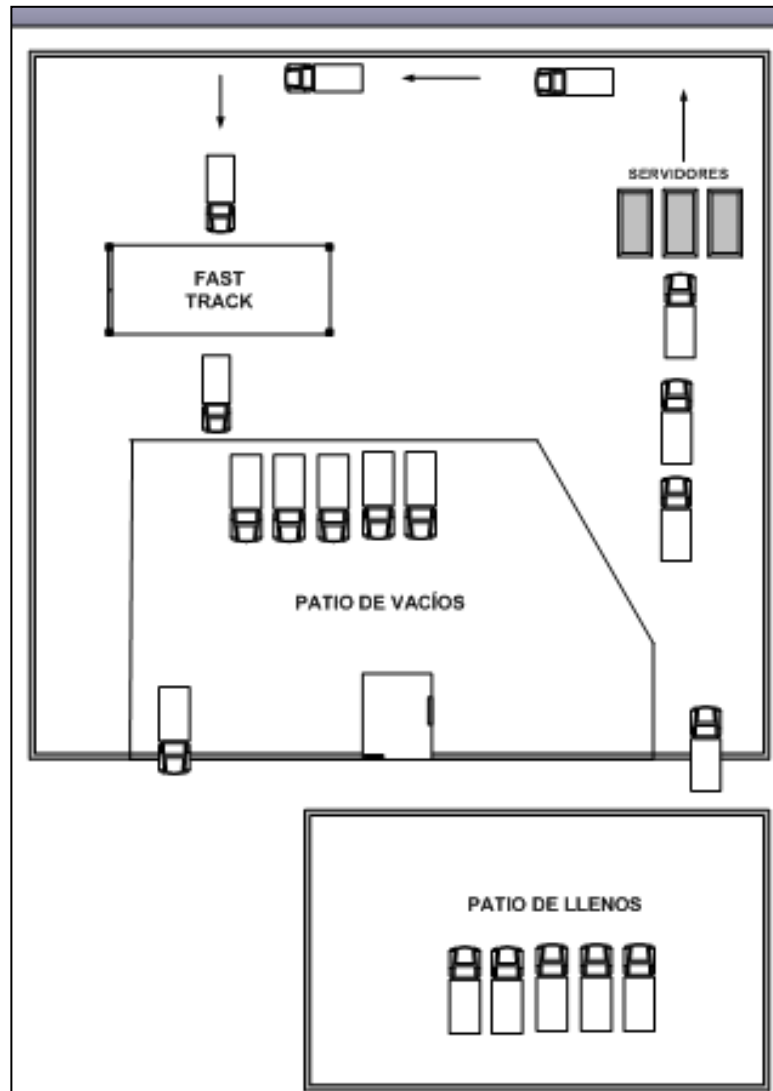 SERVIDORES
FAST
TRACK
PATIO DE VACÍOS
PATIO DE LLENOS